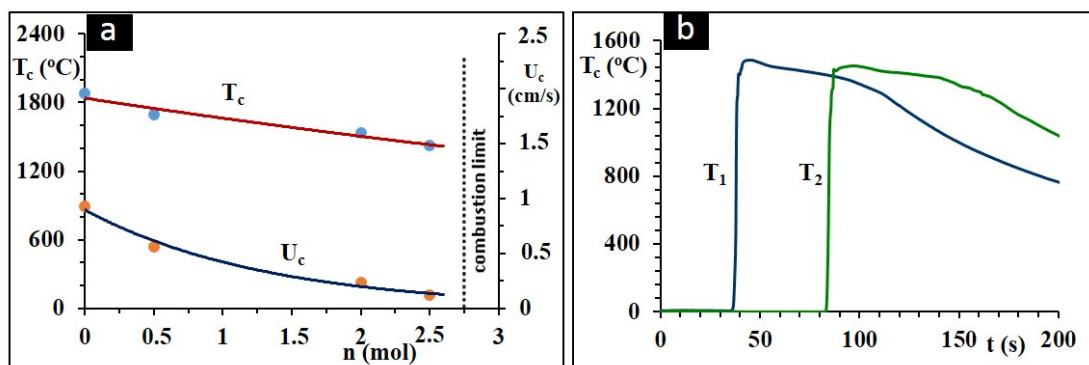 a
2400
1800
1200
600
0
T_c (°C)
0
0.5
1
1.5
2
2.5
3
n (mol)
2.5
2
1.5
1
0.5
0
U_c
(cm/s)
T_c
U_c
combustion limit
b
1600
1200
800
400
0
T_c (°C)
0
50
100
150
200
t (s)
T_1
T_2